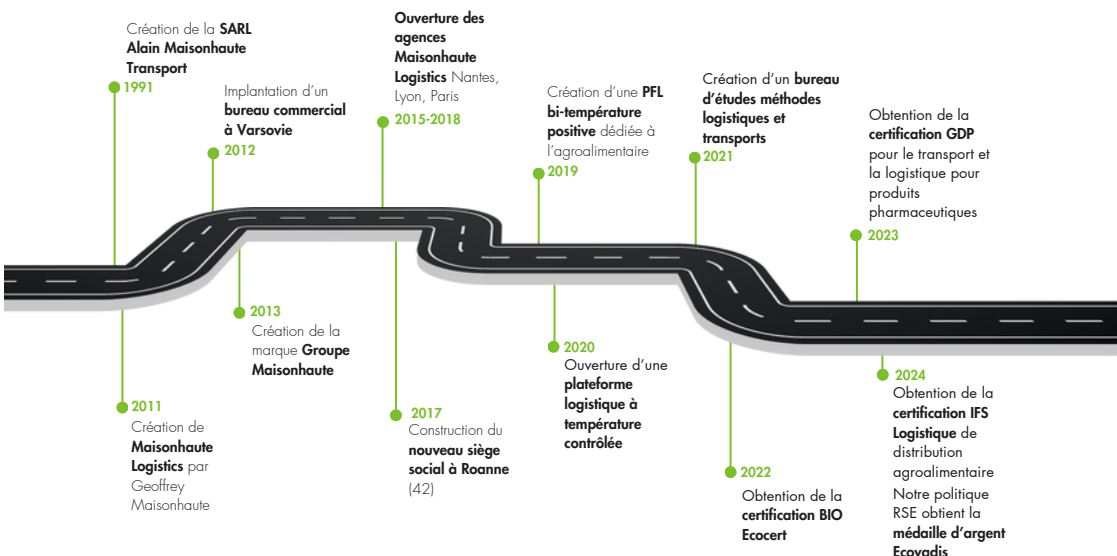 Création de la SARL
Alain Maisonhaute
Transport
1991
2011
Création de
Maisonhaute
Logistics par
Geoffrey
Maisonhaute
Implantation d'un
bureau commercial
à Varsovie
2012
2013
Création de la
marque Groupe
Maisonhaute
Ouverture des
agences
Maisonhaute
Logistics Nantes,
Lyon, Paris
2015-2018
2017
Construction du
nouveau siège
social à Roanne
(42)
Création d'une PFL
bi-température
positive dédiée à
l'agroalimentaire
2019
2020
Ouverture d'une
plateforme
logistique à
température
contrôlée
Création d'un bureau
d'études méthodes
logistiques et
transports
2021
2022
Obtention de la
certification BIO
Ecocert
Obtention de la
certification GDP
pour le transport et
la logistique pour
produits
pharmaceutiques
2023
2024
Obtention de la
certification IFS
Logistique de
distribution
agroalimentaire
Notre politique
RSE obtient la
médaille d'argent
Ecovadis